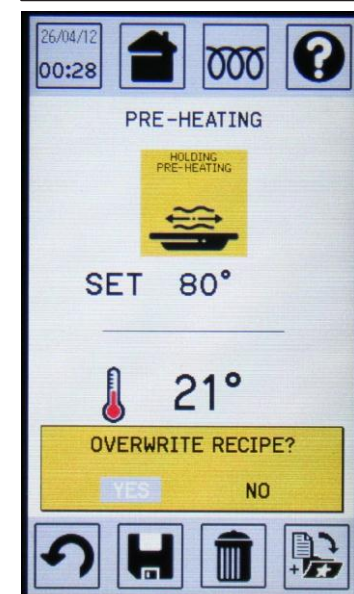 26/04/12
00:28
?
PRE-HEATING
HOLDING
PRE-HEATING
SET 80°
21°
OVERWRITE RECIPE?
YES NO